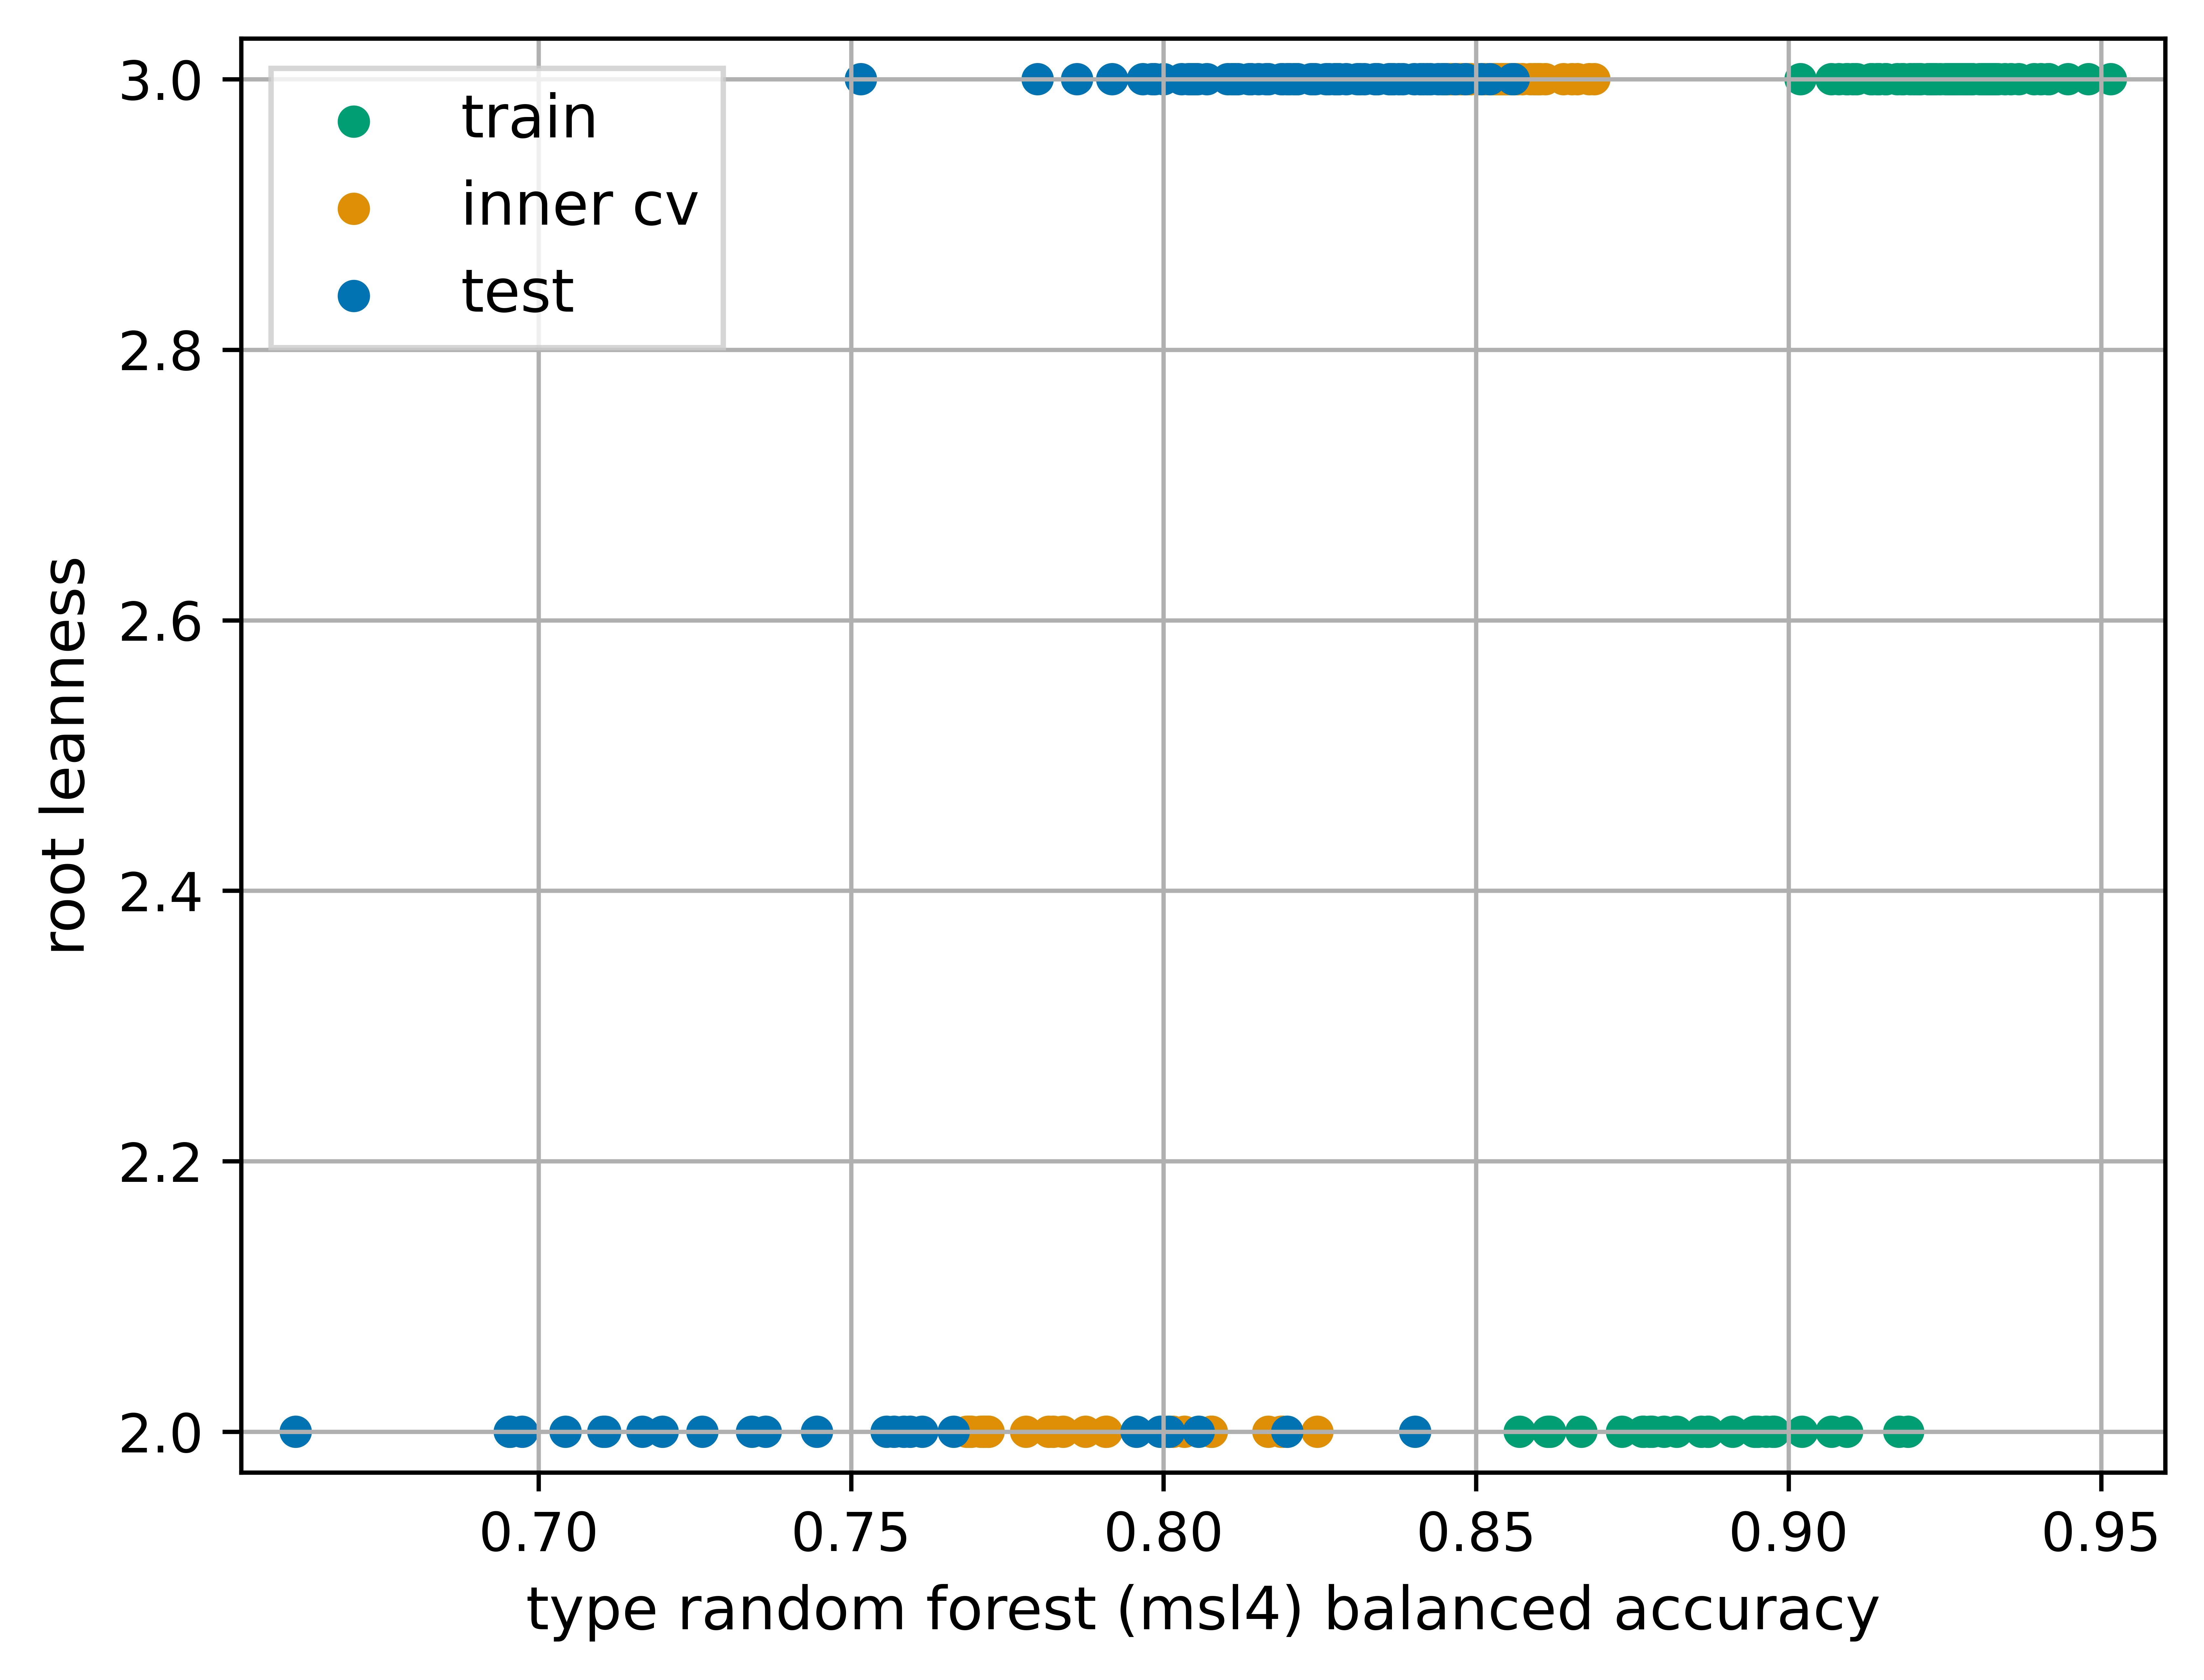 train
inner cv
test
3.0
2.8
2.6
2.4
2.2
2.0
root leanness
0.70 0.75 0.80 0.85 0.90 0.95
type random forest (msl4) balanced accuracy